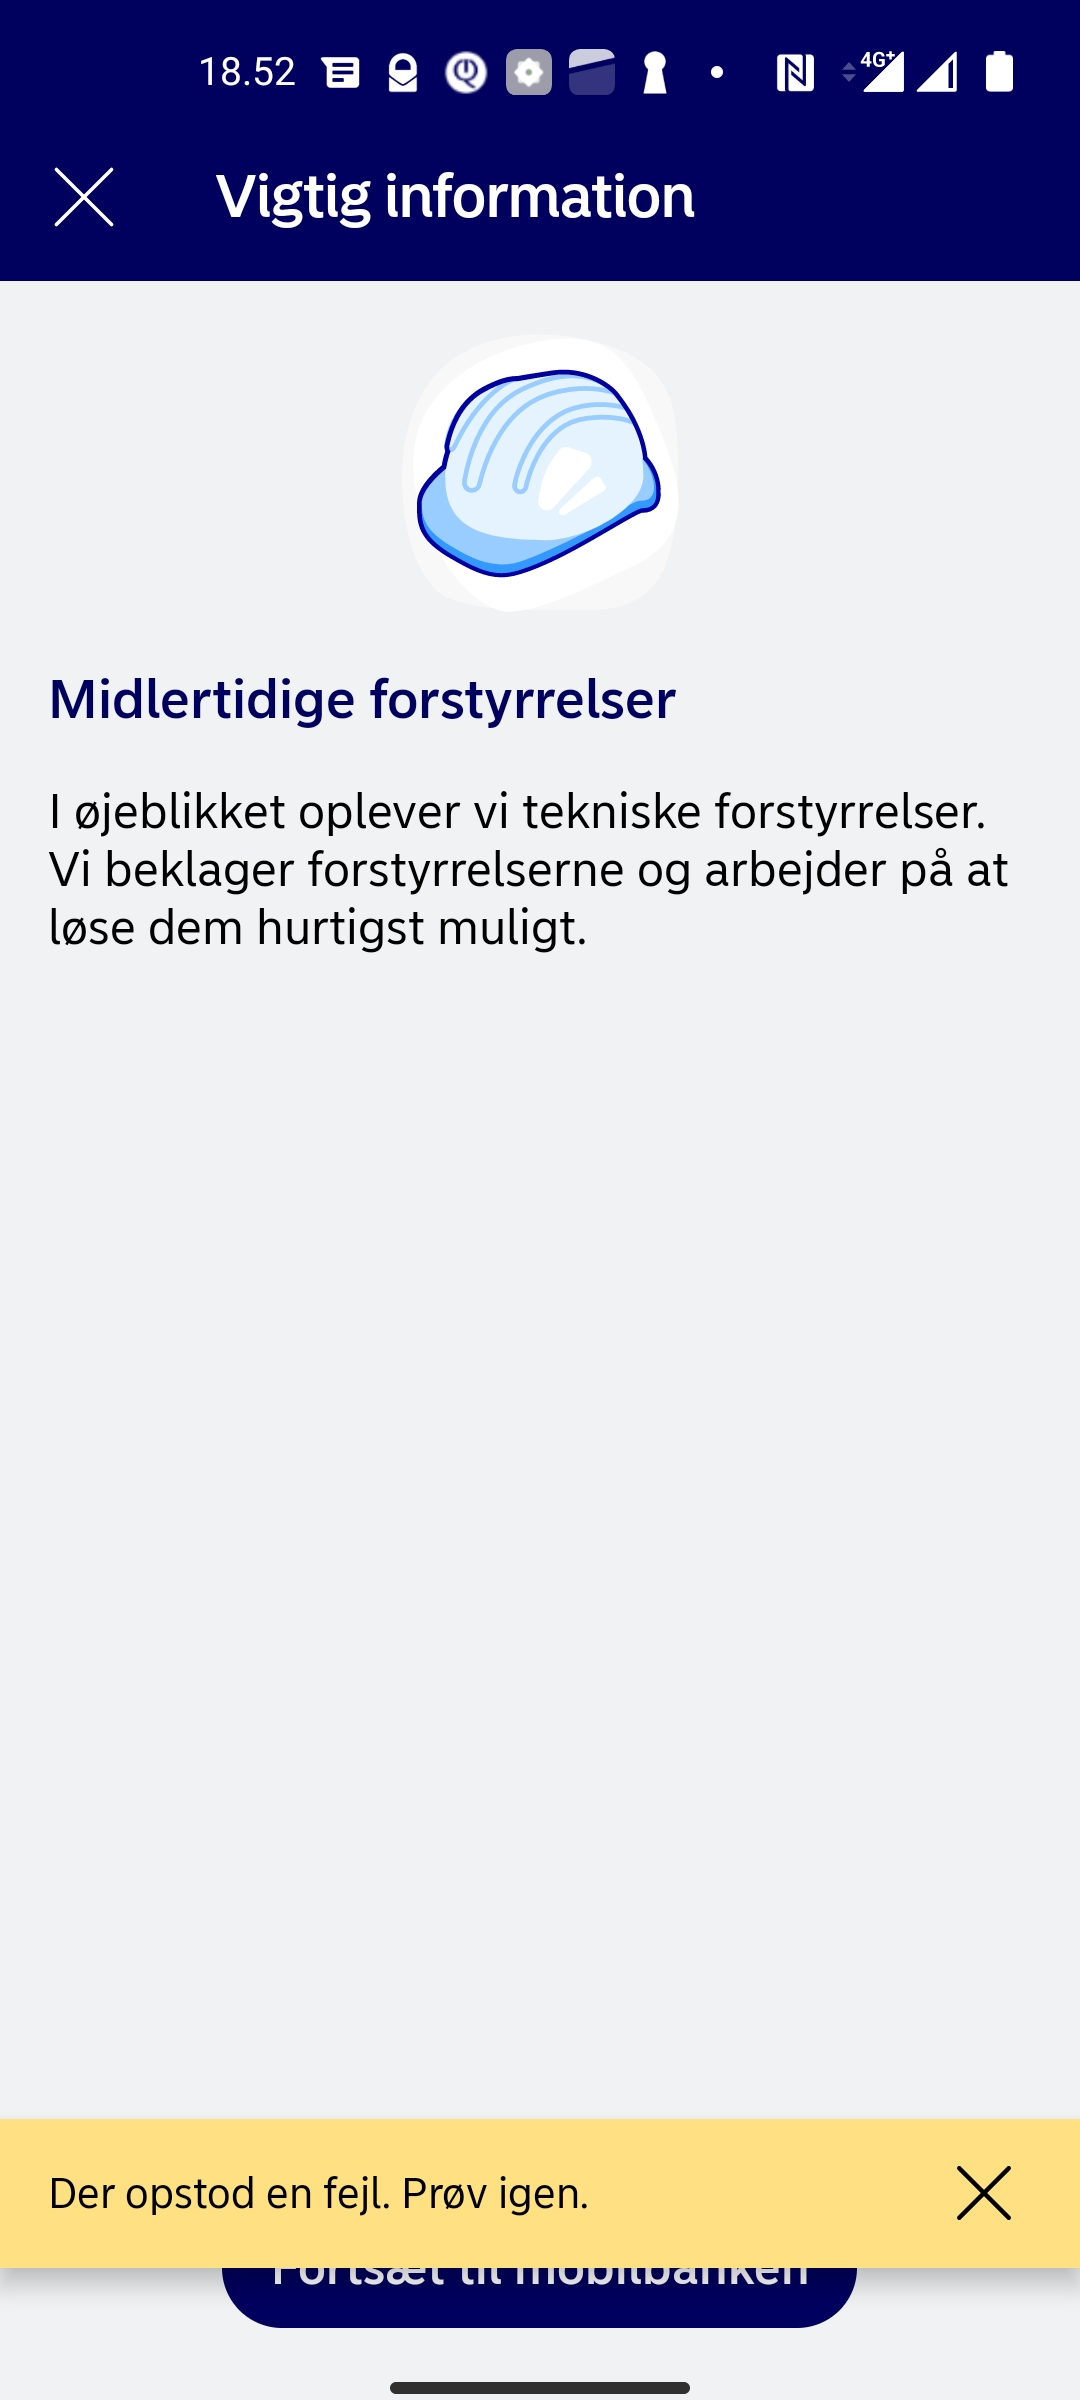 18.52
4G+
Vigtig information
Midlertidige forstyrrelser
I øjeblikket oplever vi tekniske forstyrrelser.
Vi beklager forstyrrelserne og arbejder på at
løse dem hurtigst muligt.
Der opstod en fejl. Prøv igen.
Fortsæt til mobilbanken